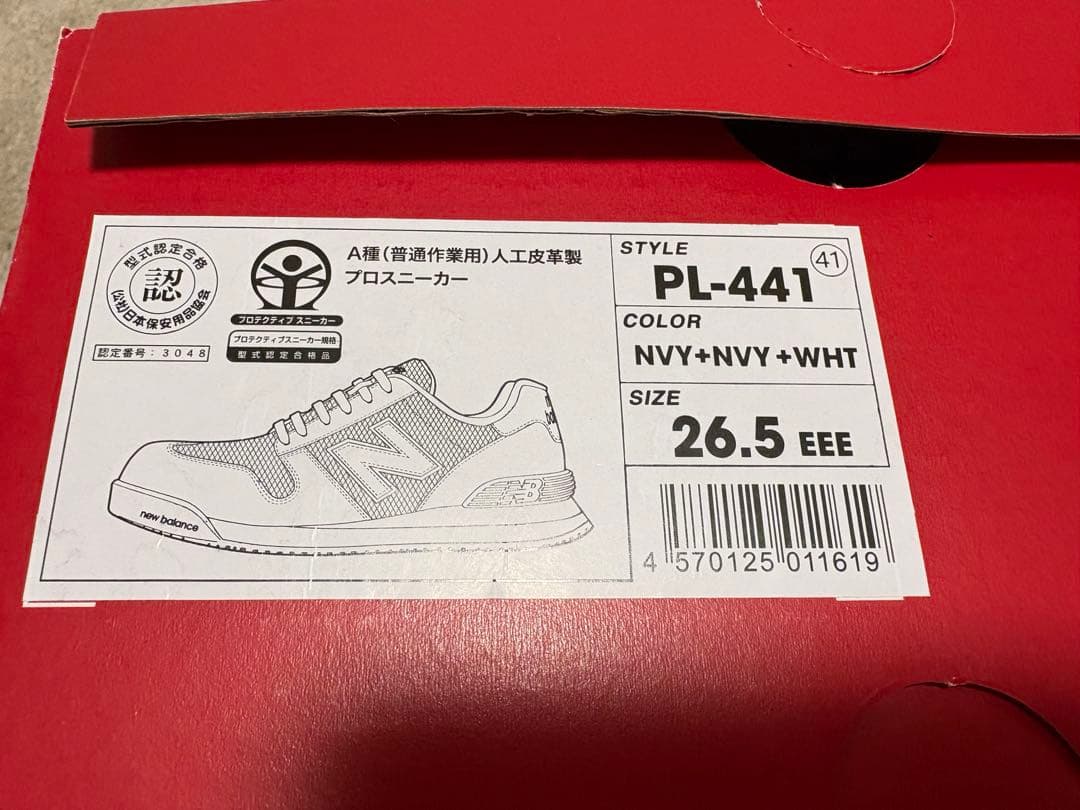 型式認定合格
認
(公社)日本保安用品協会
認定番号:3048
プロテクティブ スニーカー
プロテクティブスニーカー規格
型式認定合格品
A種(普通作業用)人工皮革製
プロスニーカー
N
NB
new balance
STYLE
PL-441
41
COLOR
NVY+NVY+WHT
SIZE
26.5 EEE
4 570125 011619